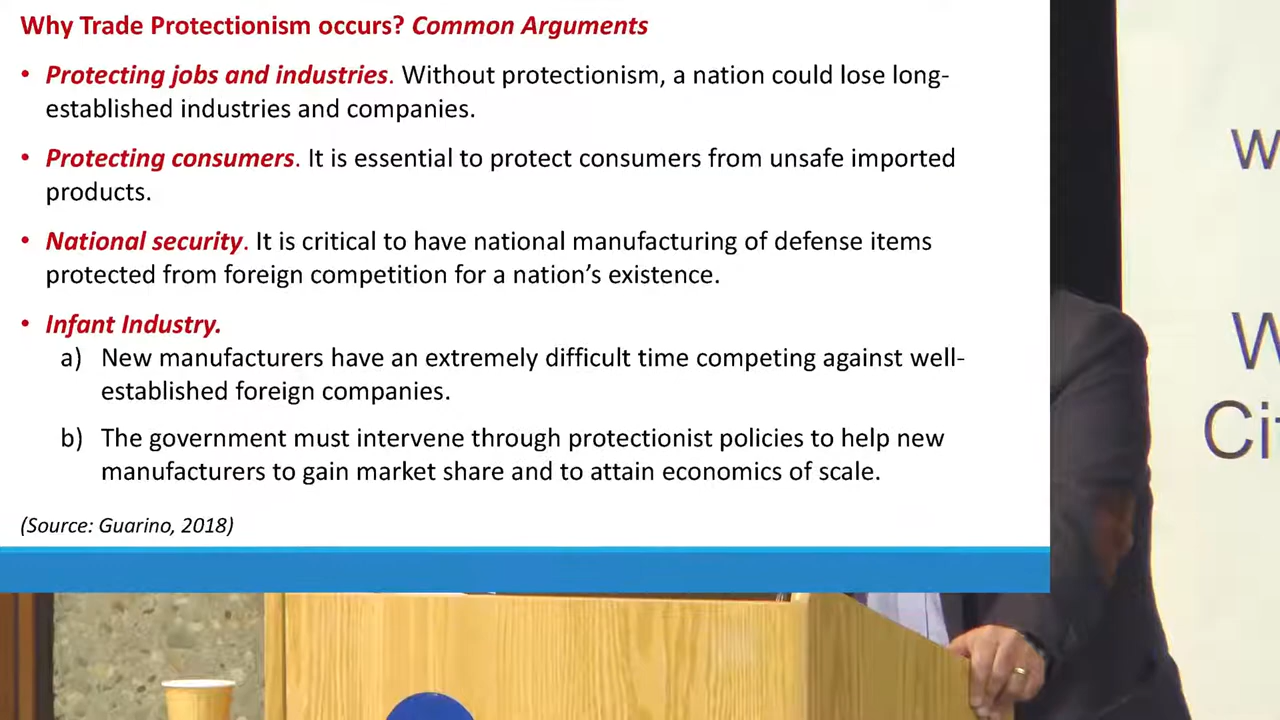 Why Trade Protectionism occurs? Common Arguments
• Protecting jobs and industries. Without protectionism, a nation could lose long-
established industries and companies.
• Protecting consumers. It is essential to protect consumers from unsafe imported
products.
• National security. It is critical to have national manufacturing of defense items
protected from foreign competition for a nation's existence.
• Infant Industry.
a) New manufacturers have an extremely difficult time competing against well-
established foreign companies.
b) The government must intervene through protectionist policies to help new
manufacturers to gain market share and to attain economics of scale.
(Source: Guarino, 2018)